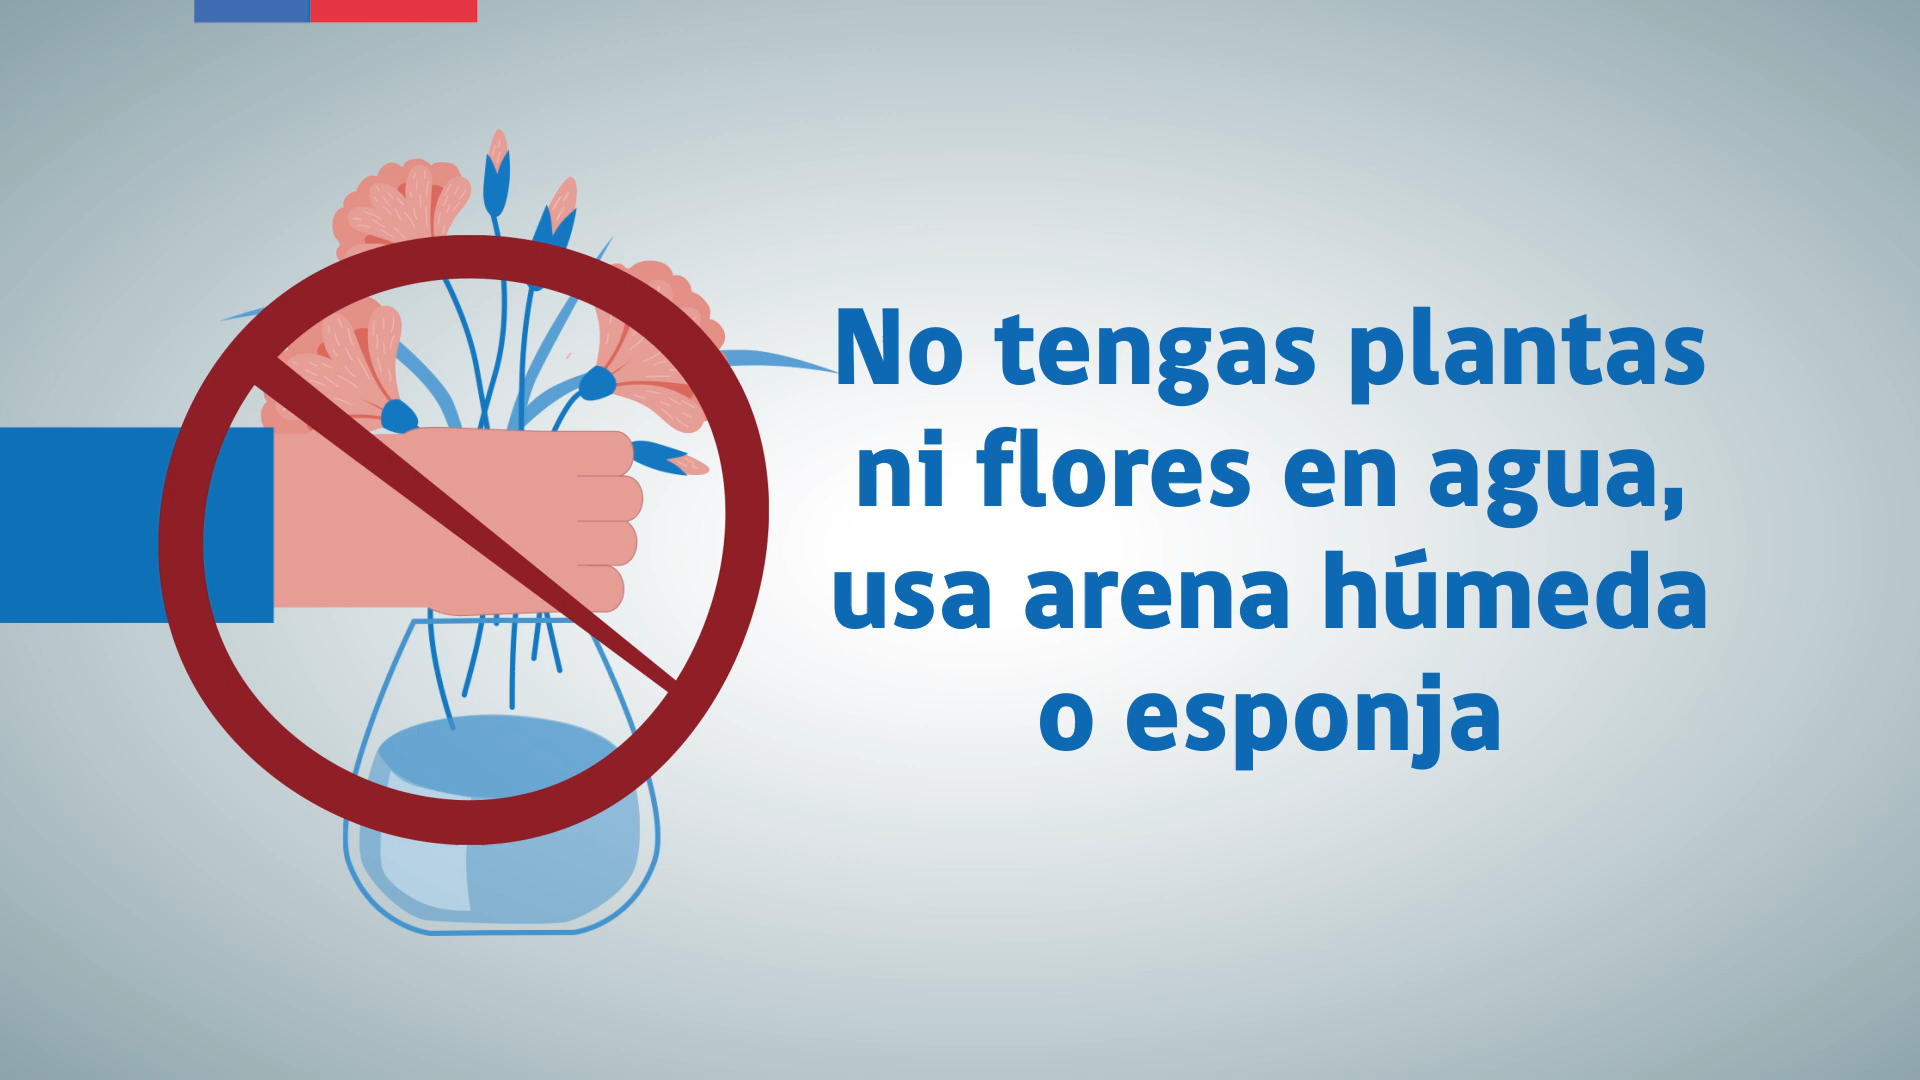 No tengas plantas
ni flores en agua,
usa arena húmeda
o esponja